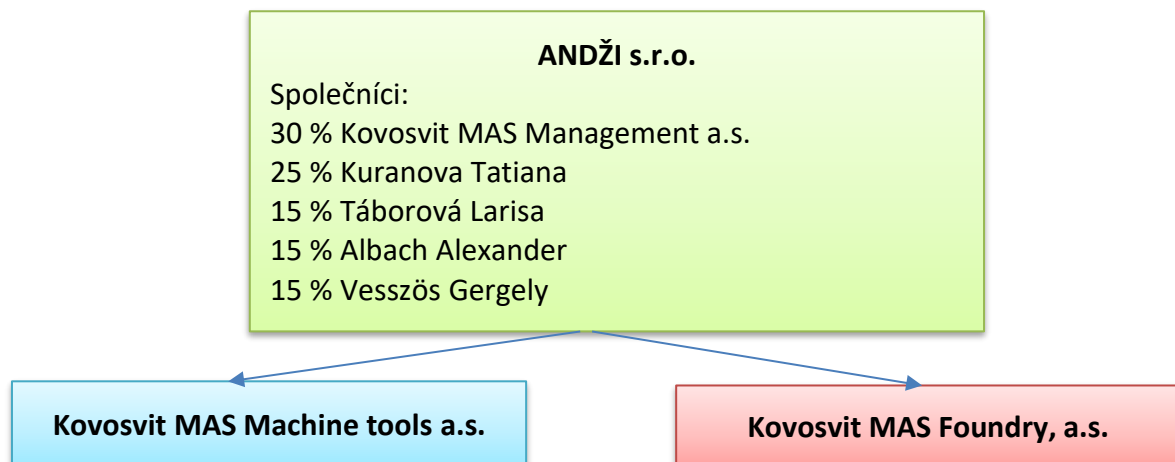 ANDŽI s.r.o.
Společníci:
30 % Kovosvit MAS Management a.s.
25 % Kuranova Tatiana
15 % Táborová Larisa
15 % Albach Alexander
15 % Vesszös Gergely
Kovosvit MAS Machine tools a.s.
Kovosvit MAS Foundry, a.s.